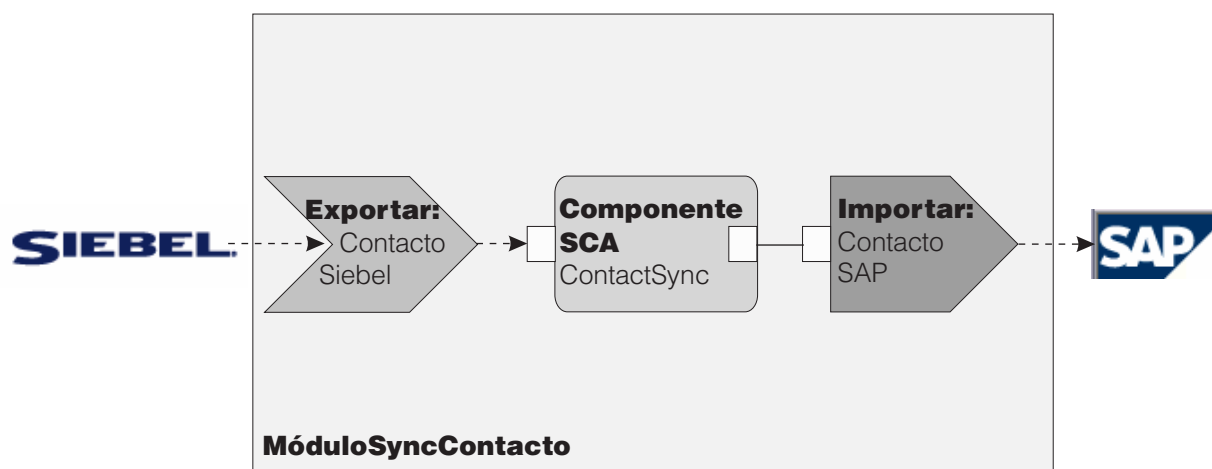 SIEBEL.
Exportar:
Contacto
Siebel
Componente
SCA
ContactSync
Importar:
Contacto
SAP
SAP
MóduloSyncContacto